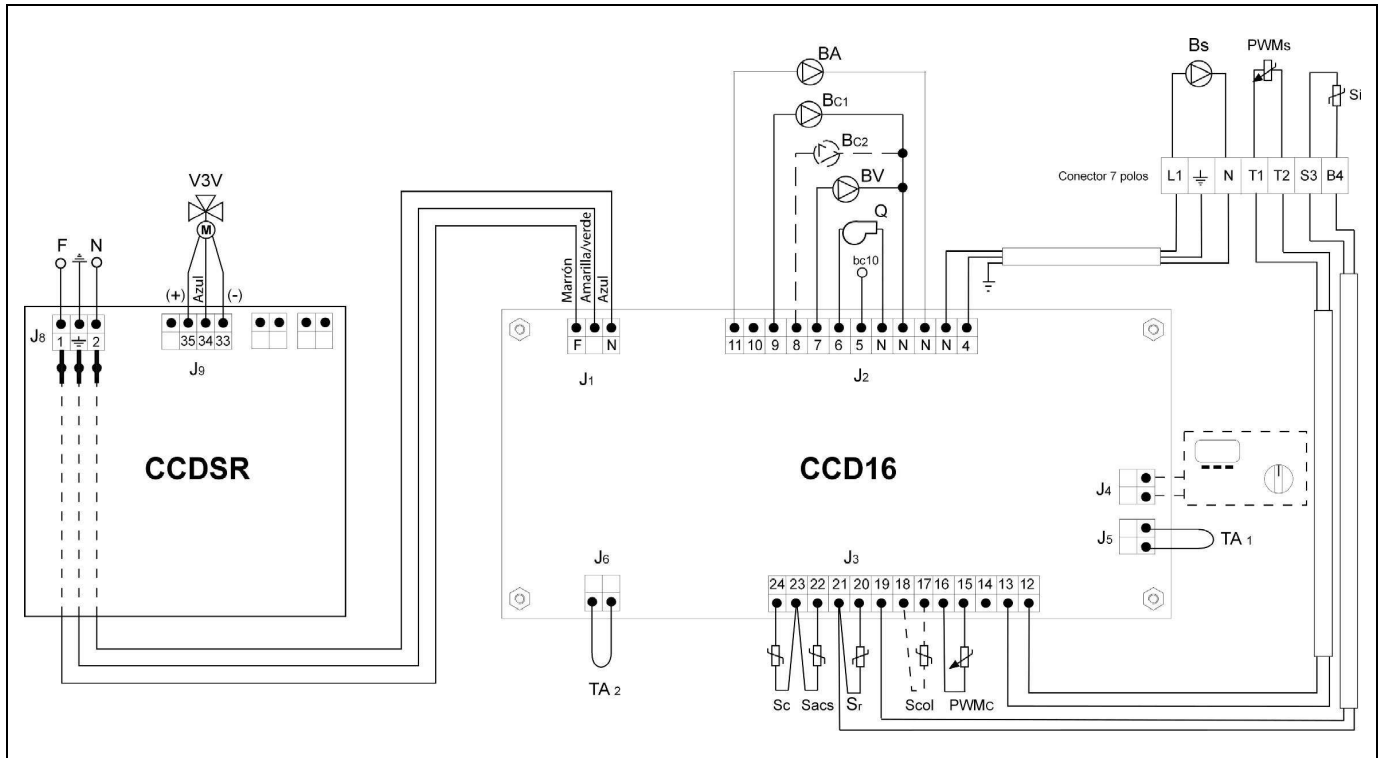 BA
Bs
PWMs
BC1
Si
BC2
V3V
BV
Conector 7 polos
L1 N T1 T2 S3 B4
M
Q
F N
bc10
(+) Azul (-)
Marrón
Amarilla/verde
Azul
J8
1 2
35 34 33
J9
F N
J1
11 10 9 8 7 6 5 N N N N 4
J2
CCDSR
CCD16
J4
J5
TA 1
J6
J3
24 23 22 21 20 19 18 17 16 15 14 13 12
TA 2
Sc Sacs Sr Scol PWMC